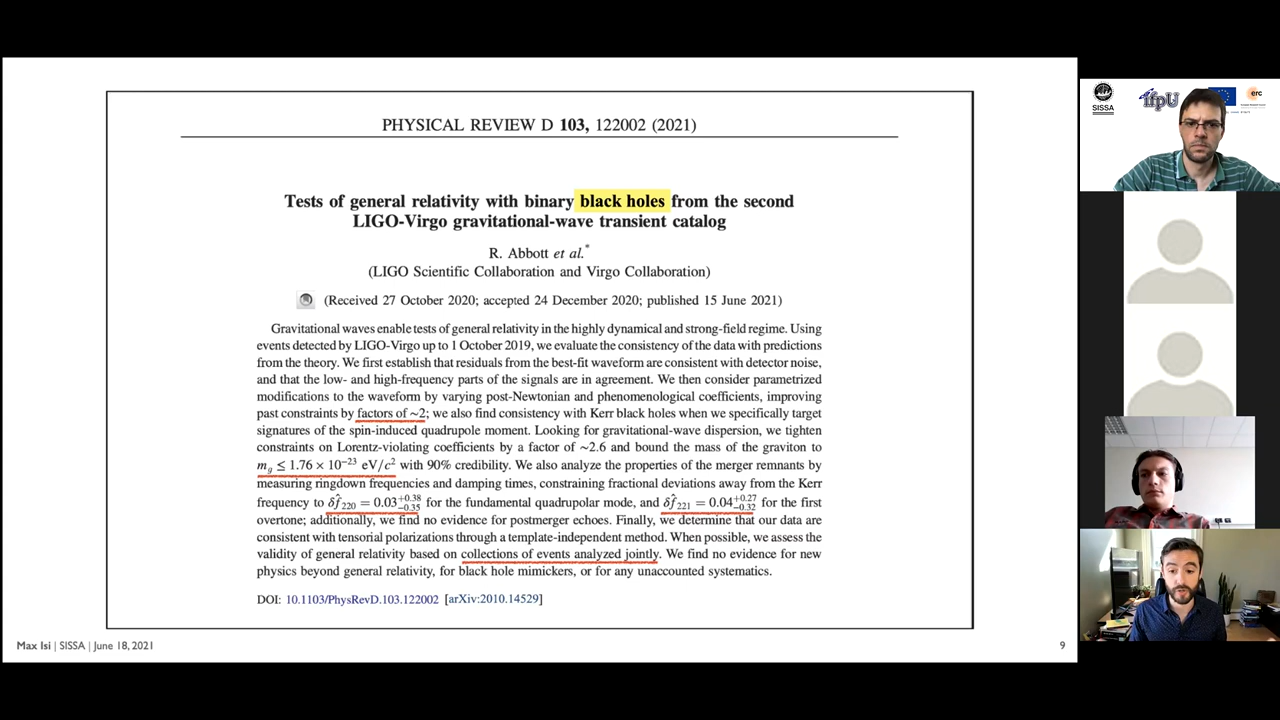 PHYSICAL REVIEW D 103, 122002 (2021)
Tests of general relativity with binary black holes from the second
LIGO-Virgo gravitational-wave transient catalog
R. Abbott et al.*
(LIGO Scientific Collaboration and Virgo Collaboration)
(Received 27 October 2020; accepted 24 December 2020; published 15 June 2021)
Gravitational waves enable tests of general relativity in the highly dynamical and strong-field regime. Using
events detected by LIGO-Virgo up to 1 October 2019, we evaluate the consistency of the data with predictions
from the theory. We first establish that residuals from the best-fit waveform are consistent with detector noise,
and that the low- and high-frequency parts of the signals are in agreement. We then consider parametrized
modifications to the waveform by varying post-Newtonian and phenomenological coefficients, improving
past constraints by factors of ~2; we also find consistency with Kerr black holes when we specifically target
signatures of the spin-induced quadrupole moment. Looking for gravitational-wave dispersion, we tighten
constraints on Lorentz-violating coefficients by a factor of ~2.6 and bound the mass of the graviton to
m_g ≤ 1.76 × 10⁻²³ eV/c² with 90% credibility. We also analyze the properties of the merger remnants by
measuring ringdown frequencies and damping times, constraining fractional deviations away from the Kerr
frequency to δf̂₂₂₀ = 0.03^{+0.38}_{−0.35} for the fundamental quadrupolar mode, and δf̂₂₂₁ = 0.04^{+0.27}_{−0.32} for the first
overtone; additionally, we find no evidence for postmerger echoes. Finally, we determine that our data are
consistent with tensorial polarizations through a template-independent method. When possible, we assess the
validity of general relativity based on collections of events analyzed jointly. We find no evidence for new
physics beyond general relativity, for black hole mimickers, or for any unaccounted systematics.
DOI: 10.1103/PhysRevD.103.122002 [arXiv:2010.14529]
Max Isi | SISSA | June 18, 2021
9
SISSA
ifpU
erc